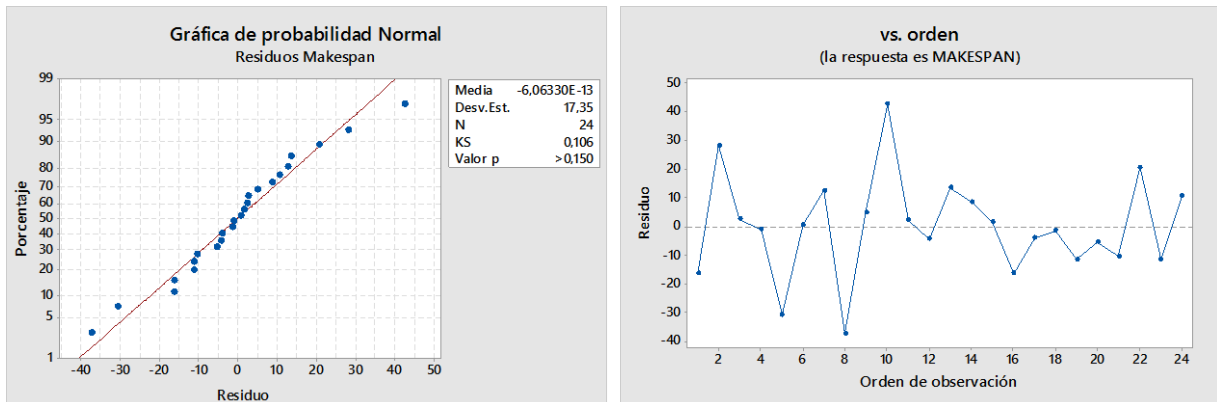 Gráfica de probabilidad Normal
Residuos Makespan
99
95
90
80
70
60
50
40
30
20
10
5
1
Porcentaje
-40 -30 -20 -10 0 10 20 30 40 50
Residuo
Media -6,06330E-13
Desv.Est. 17,35
N 24
KS 0,106
Valor p >0,150
vs. orden
(la respuesta es MAKESPAN)
50
40
30
20
10
0
-10
-20
-30
-40
Residuo
2 4 6 8 10 12 14 16 18 20 22 24
Orden de observación